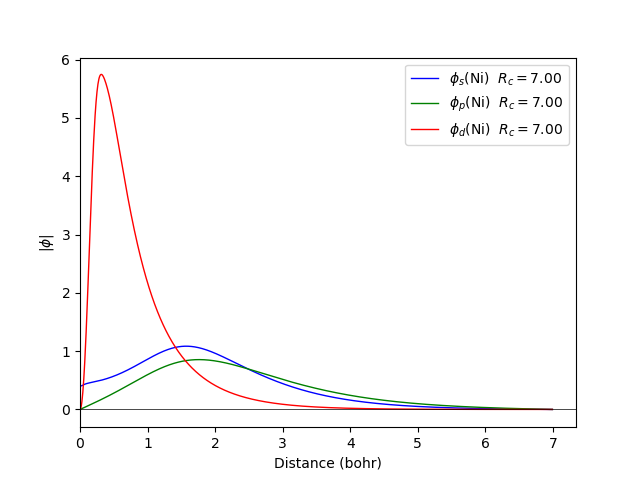 6
5
4
3
2
1
0
|ϕ|
ϕs(Ni) Rc = 7.00
ϕp(Ni) Rc = 7.00
ϕd(Ni) Rc = 7.00
0 1 2 3 4 5 6 7
Distance (bohr)